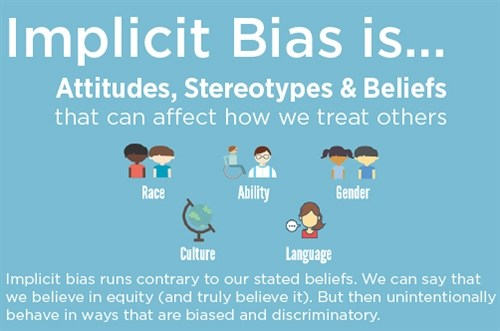 Implicit Bias is...
Attitudes, Stereotypes & Beliefs
that can affect how we treat others
Race
Ability
Gender
Culture
Language
Implicit bias runs contrary to our stated beliefs. We can say that
we believe in equity (and truly believe it). But then unintentionally
behave in ways that are biased and discriminatory.